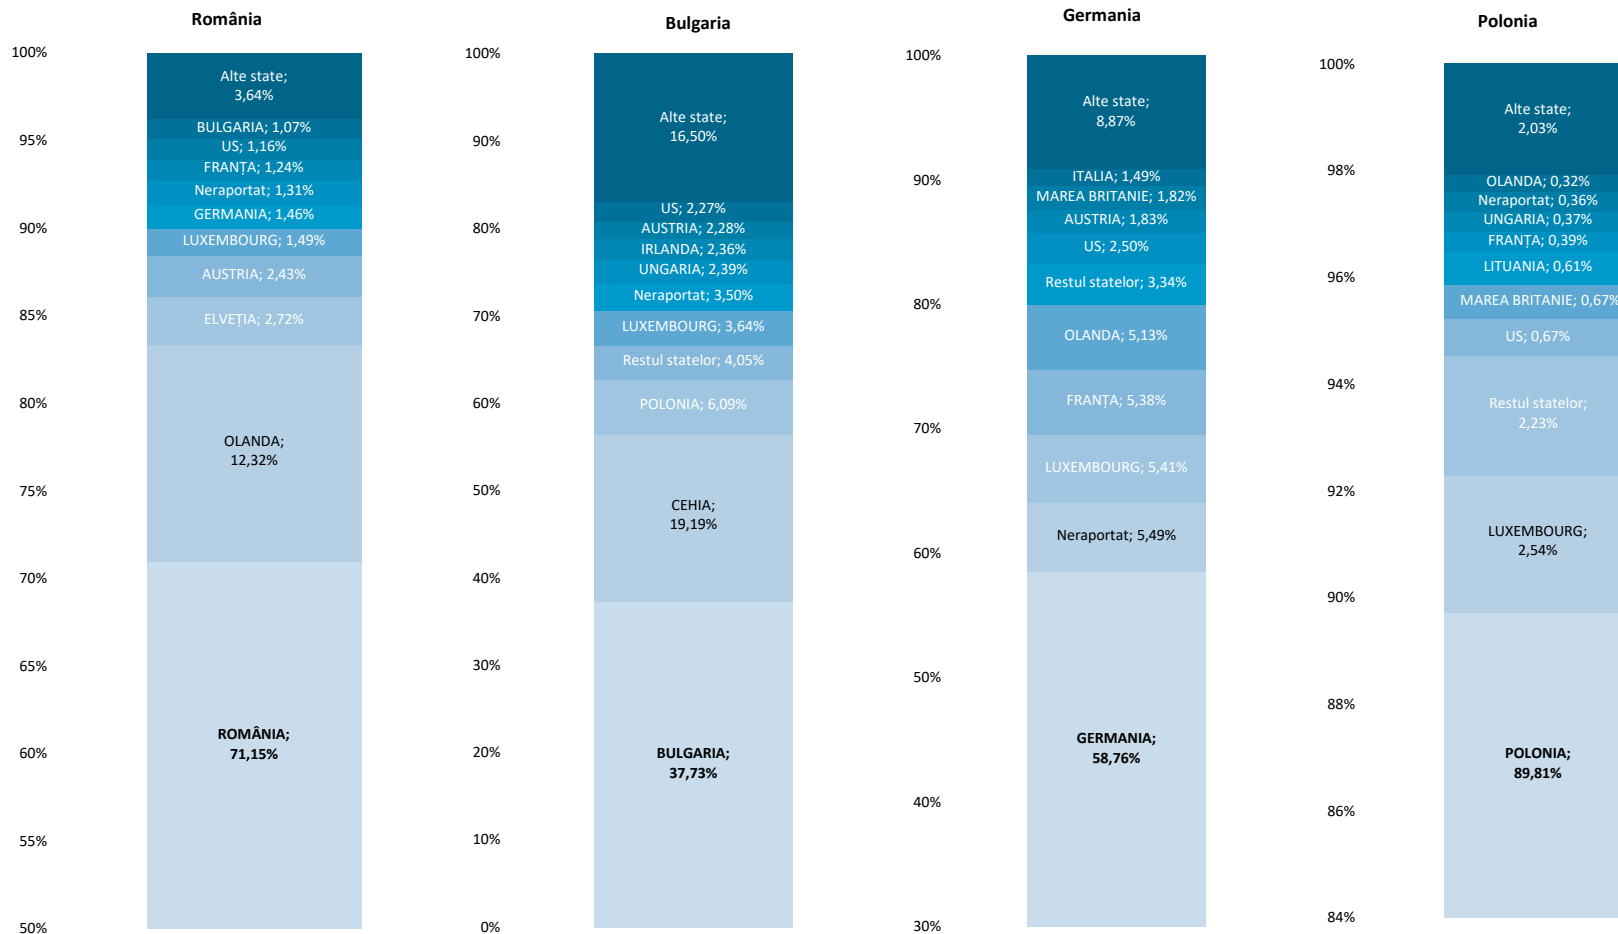 România
100%
95%
90%
85%
80%
75%
70%
65%
60%
55%
50%
Alte state;
3,64%
BULGARIA; 1,07%
US; 1,16%
FRANȚA; 1,24%
Neraportat; 1,31%
GERMANIA; 1,46%
LUXEMBOURG; 1,49%
AUSTRIA; 2,43%
ELVEȚIA; 2,72%
OLANDA;
12,32%
ROMÂNIA;
71,15%
Bulgaria
100%
90%
80%
70%
60%
50%
40%
30%
20%
10%
0%
Alte state;
16,50%
US; 2,27%
AUSTRIA; 2,28%
IRLANDA; 2,36%
UNGARIA; 2,39%
Neraportat; 3,50%
LUXEMBOURG; 3,64%
Restul statelor; 4,05%
POLONIA; 6,09%
CEHIA;
19,19%
BULGARIA;
37,73%
Germania
100%
90%
80%
70%
60%
50%
40%
30%
Alte state;
8,87%
ITALIA; 1,49%
MAREA BRITANIE; 1,82%
AUSTRIA; 1,83%
US; 2,50%
Restul statelor; 3,34%
OLANDA; 5,13%
FRANȚA; 5,38%
LUXEMBOURG; 5,41%
Neraportat; 5,49%
GERMANIA;
58,76%
Polonia
100%
98%
96%
94%
92%
90%
88%
86%
84%
Alte state;
2,03%
OLANDA; 0,32%
Neraportat; 0,36%
UNGARIA; 0,37%
FRANȚA; 0,39%
LITUANIA; 0,61%
MAREA BRITANIE; 0,67%
US; 0,67%
Restul statelor;
2,23%
LUXEMBOURG;
2,54%
POLONIA;
89,81%